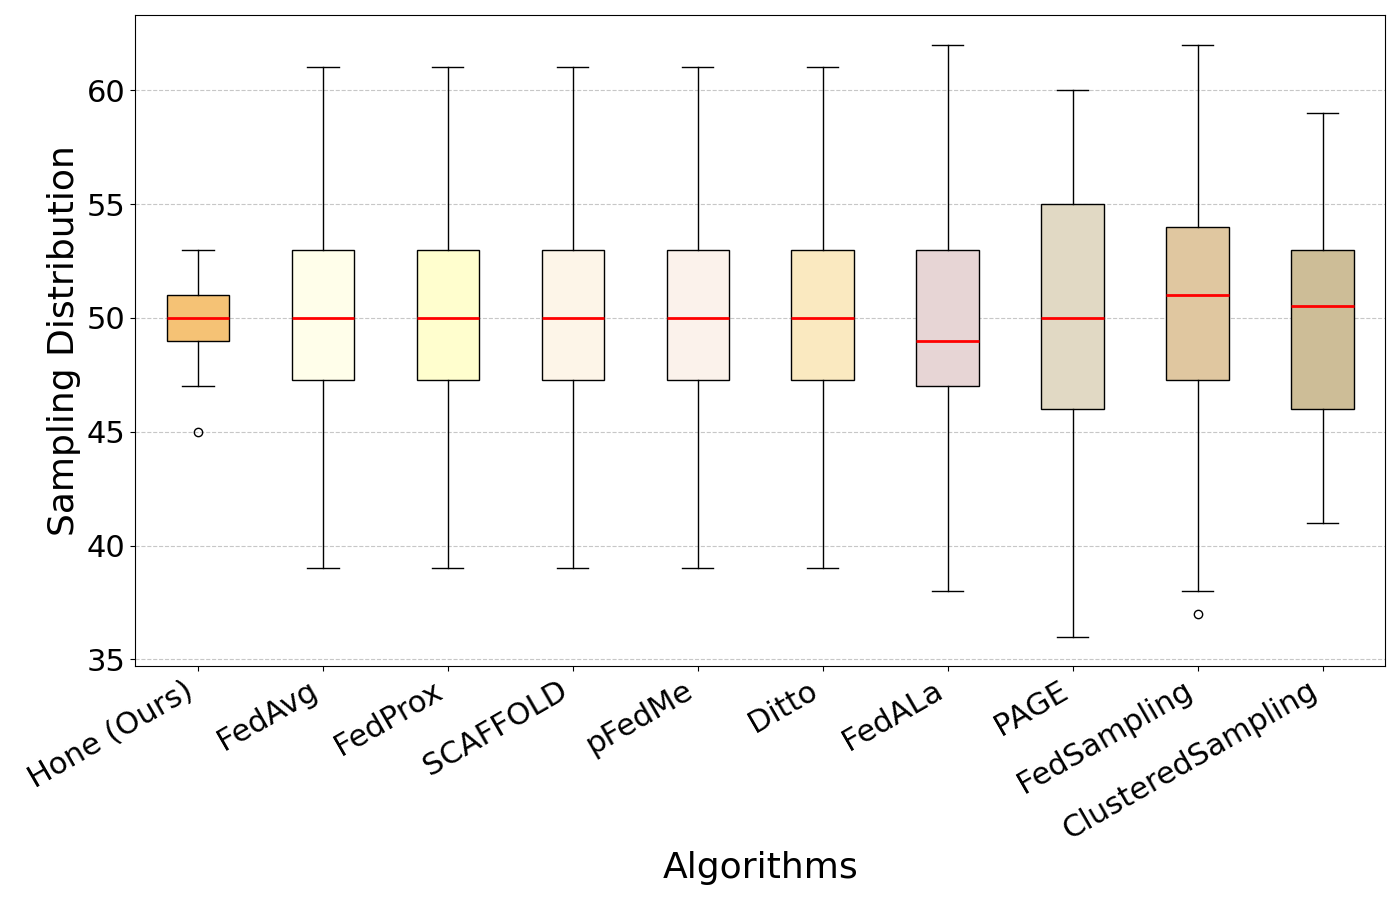 Sampling Distribution
60
55
50
45
40
35
Hone (Ours)
FedAvg
FedProx
SCAFFOLD
pFedMe
Ditto
FedALa
PAGE
FedSampling
ClusteredSampling
Algorithms